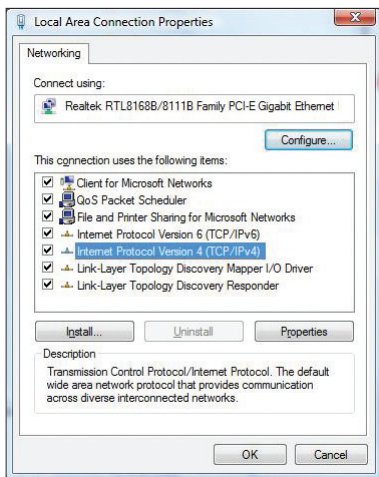 Local Area Connection Properties
Networking
Connect using:
Realtek RTL8168B/8111B Family PCI-E Gigabit Ethernet
Configure...
This connection uses the following items:
Client for Microsoft Networks
QoS Packet Scheduler
File and Printer Sharing for Microsoft Networks
Internet Protocol Version 6 (TCP/IPv6)
Internet Protocol Version 4 (TCP/IPv4)
Link-Layer Topology Discovery Mapper I/O Driver
Link-Layer Topology Discovery Responder
Install... Uninstall Properties
Description
Transmission Control Protocol/Internet Protocol. The default
wide area network protocol that provides communication
across diverse interconnected networks.
OK Cancel